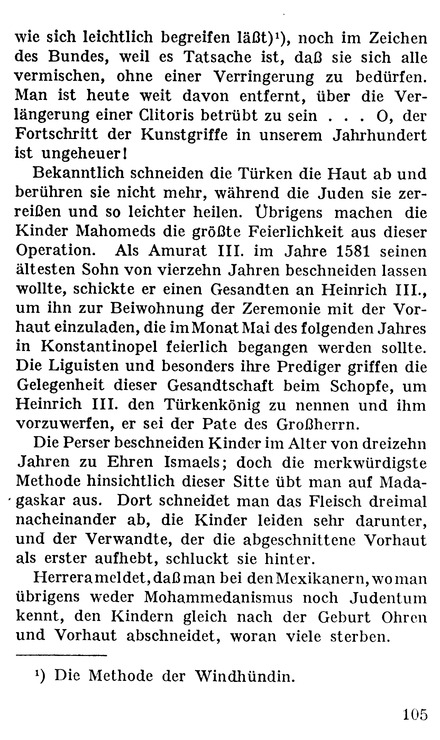 wie sich leichtlich begreifen läßt)¹), noch im Zeichen
des Bundes, weil es Tatsache ist, daß sie sich alle
vermischen, ohne einer Verringerung zu bedürfen.
Man ist heute weit davon entfernt, über die Ver-
längerung einer Clitoris betrübt zu sein . . . O, der
Fortschritt der Kunstgriffe in unserem Jahrhundert
ist ungeheuer!
Bekanntlich schneiden die Türken die Haut ab und
berühren sie nicht mehr, während die Juden sie zer-
reißen und so leichter heilen. Übrigens machen die
Kinder Mahomeds die größte Feierlichkeit aus dieser
Operation. Als Amurat III. im Jahre 1581 seinen
ältesten Sohn von vierzehn Jahren beschneiden lassen
wollte, schickte er einen Gesandten an Heinrich III.,
um ihn zur Beiwohnung der Zeremonie mit der Vor-
haut einzuladen, die im Monat Mai des folgenden Jahres
in Konstantinopel feierlich begangen werden sollte.
Die Liguisten und besonders ihre Prediger griffen die
Gelegenheit dieser Gesandtschaft beim Schopfe, um
Heinrich III. den Türkenkönig zu nennen und ihm
vorzuwerfen, er sei der Pate des Großherrn.
Die Perser beschneiden Kinder im Alter von dreizehn
Jahren zu Ehren Ismaels; doch die merkwürdigste
Methode hinsichtlich dieser Sitte übt man auf Mada-
gaskar aus. Dort schneidet man das Fleisch dreimal
nacheinander ab, die Kinder leiden sehr darunter,
und der Verwandte, der die abgeschnittene Vorhaut
als erster aufhebt, schluckt sie hinter.
Herrera meldet, daß man bei den Mexikanern, wo man
übrigens weder Mohammedanismus noch Judentum
kennt, den Kindern gleich nach der Geburt Ohren
und Vorhaut abschneidet, woran viele sterben.
¹) Die Methode der Windhündin.
105